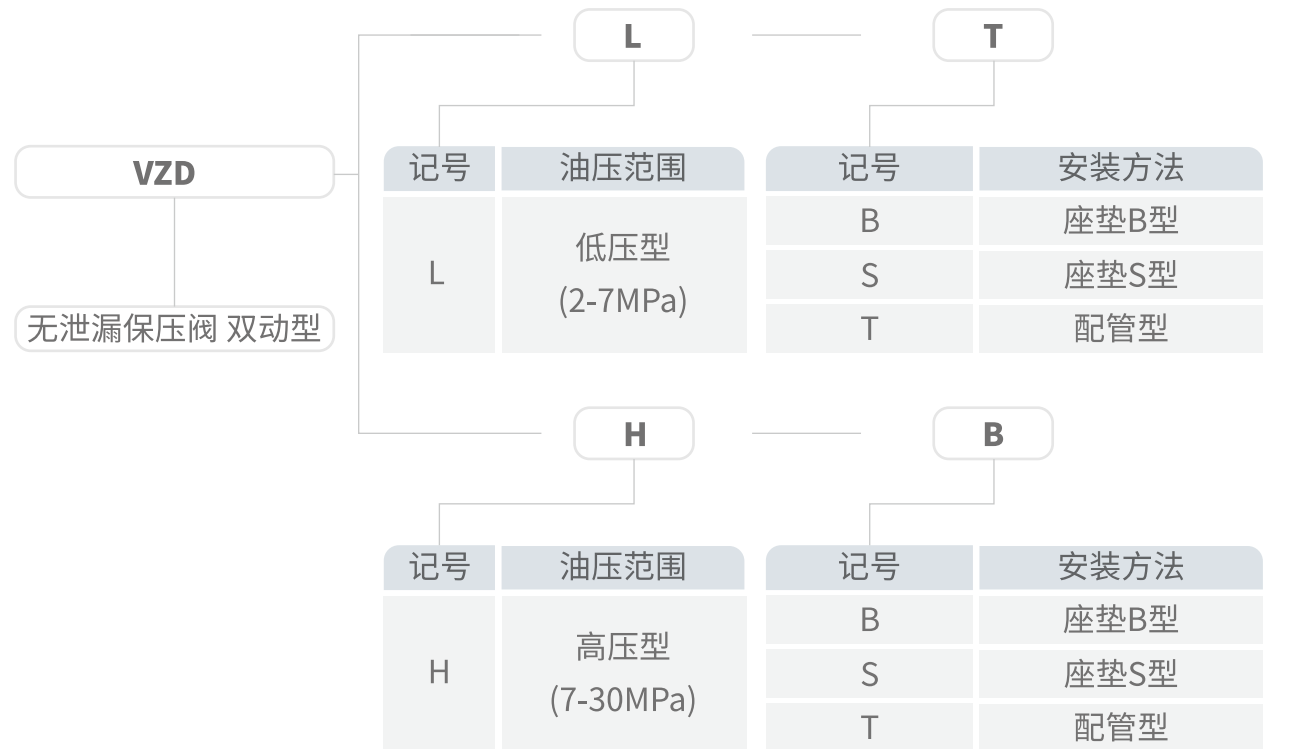 L
T
VZD
无泄漏保压阀 双动型
记号
油压范围
L
低压型
(2-7MPa)
记号
安装方法
B
座垫B型
S
座垫S型
T
配管型
H
B
记号
油压范围
H
高压型
(7-30MPa)
记号
安装方法
B
座垫B型
S
座垫S型
T
配管型